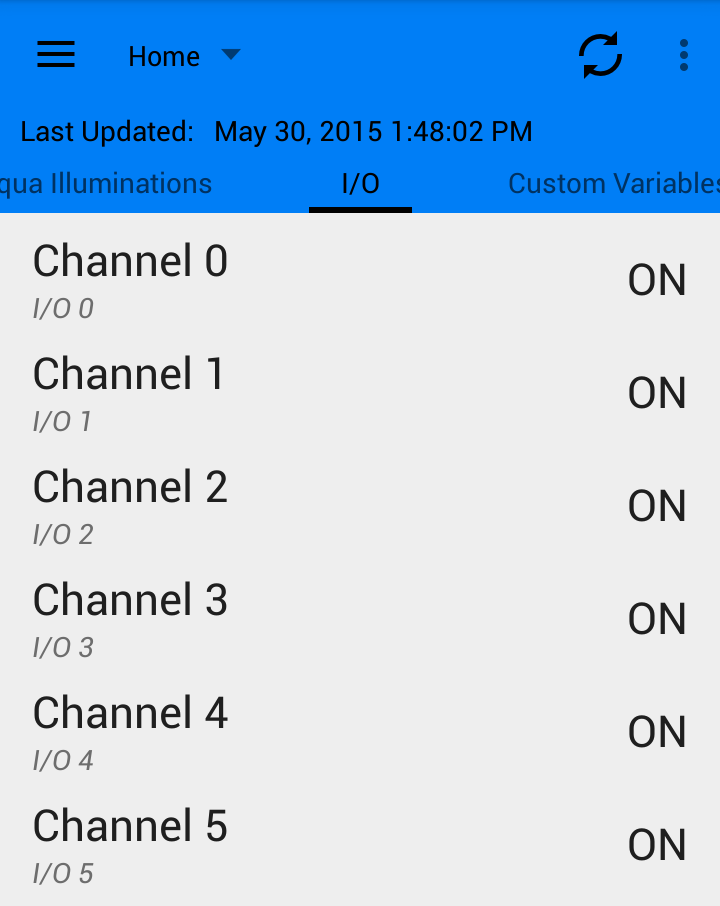 Home
Last Updated: May 30, 2015 1:48:02 PM
qua Illuminations I/O Custom Variables
Channel 0
I/O 0
ON
Channel 1
I/O 1
ON
Channel 2
I/O 2
ON
Channel 3
I/O 3
ON
Channel 4
I/O 4
ON
Channel 5
I/O 5
ON